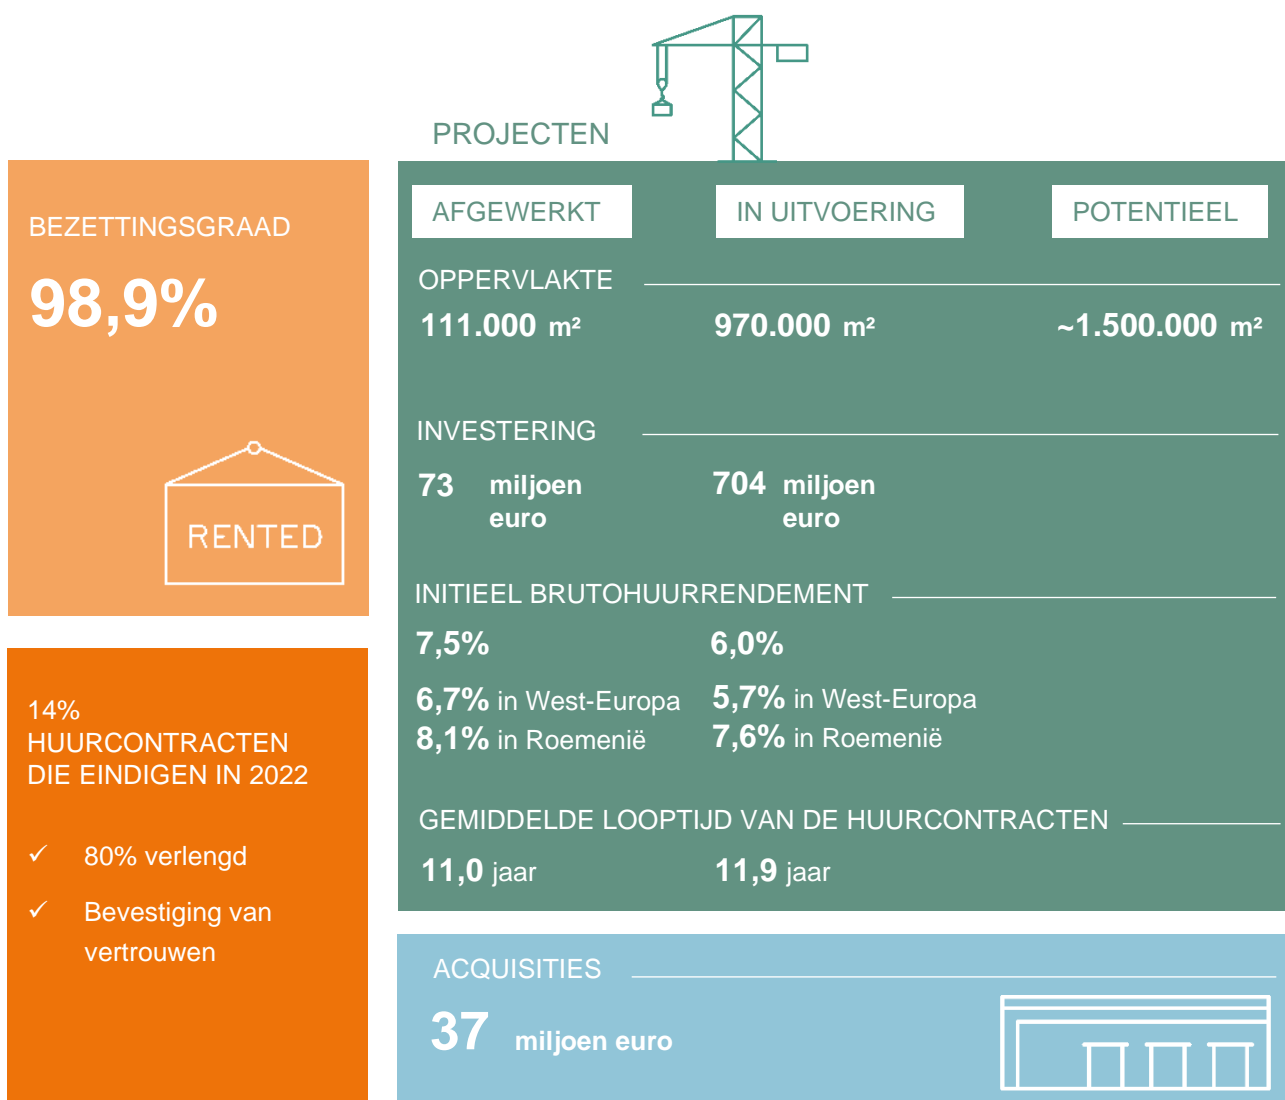 BEZETTINGSGRAAD
98,9%
RENTED
14%
HUURCONTRACTEN
DIE EINDIGEN IN 2022
✓ 80% verlengd
✓ Bevestiging van
vertrouwen
PROJECTEN
AFGEWERKT IN UITVOERING POTENTIEEL
OPPERVLAKTE
111.000 m² 970.000 m² ~1.500.000 m²
INVESTERING
73 miljoen 704 miljoen
euro euro
INITIEEL BRUTOHUURRENDEMENT
7,5% 6,0%
6,7% in West-Europa 5,7% in West-Europa
8,1% in Roemenië 7,6% in Roemenië
GEMIDDELDE LOOPTIJD VAN DE HUURCONTRACTEN
11,0 jaar 11,9 jaar
ACQUISITIES
37 miljoen euro